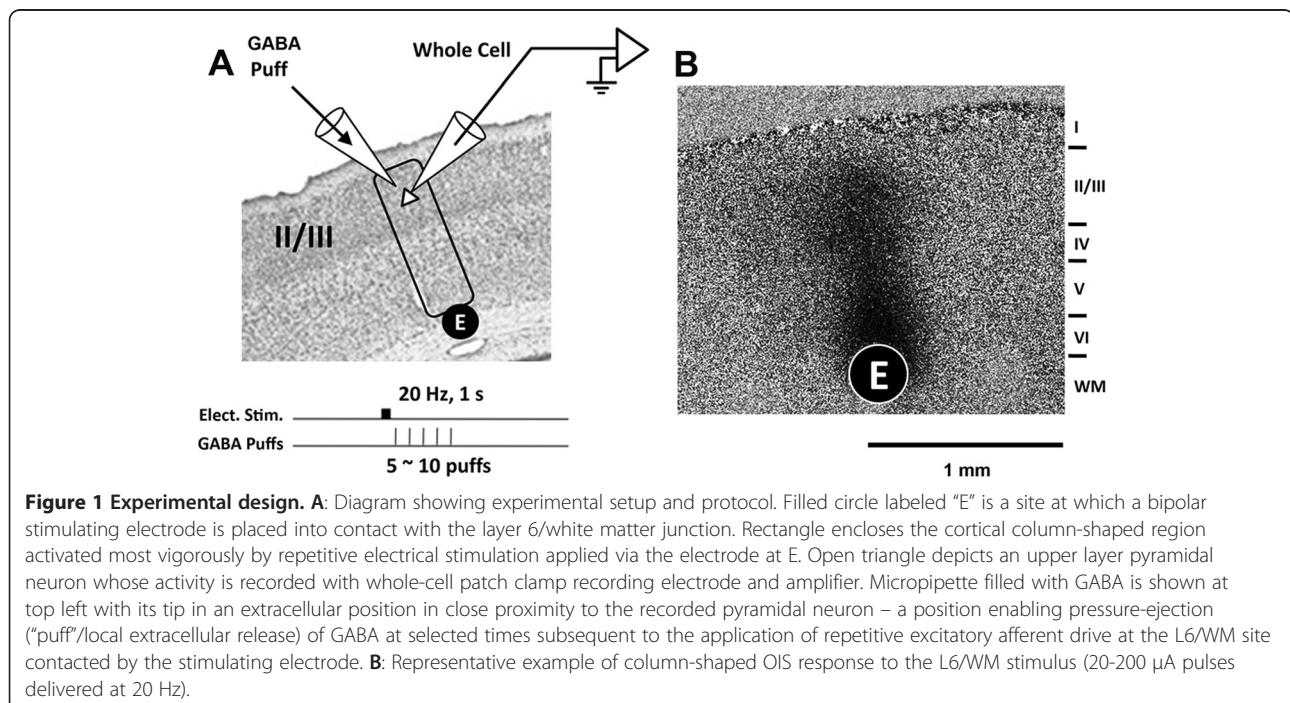 A
GABA
Puff
Whole Cell
II/III
E
20 Hz, 1 s
Elect. Stim.
GABA Puffs
5 ~ 10 puffs
B
I
II/III
IV
V
VI
WM
E
1 mm
Figure 1 Experimental design. A: Diagram showing experimental setup and protocol. Filled circle labeled “E” is a site at which a bipolar
stimulating electrode is placed into contact with the layer 6/white matter junction. Rectangle encloses the cortical column-shaped region
activated most vigorously by repetitive electrical stimulation applied via the electrode at E. Open triangle depicts an upper layer pyramidal
neuron whose activity is recorded with whole-cell patch clamp recording electrode and amplifier. Micropipette filled with GABA is shown at
top left with its tip in an extracellular position in close proximity to the recorded pyramidal neuron – a position enabling pressure-ejection
(“puff”/local extracellular release) of GABA at selected times subsequent to the application of repetitive excitatory afferent drive at the L6/WM site
contacted by the stimulating electrode. B: Representative example of column-shaped OIS response to the L6/WM stimulus (20-200 μA pulses
delivered at 20 Hz).